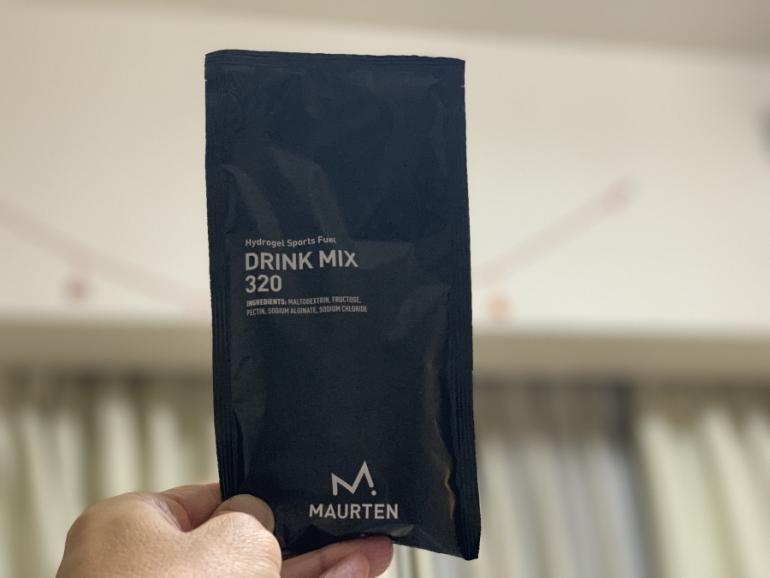 Hydrogel Sports Fuel
DRINK MIX
320
INGREDIENTS: MALTODEXTRIN, FRUCTOSE,
PECTIN, SODIUM ALGINATE, SODIUM CHLORIDE
M.
MAURTEN